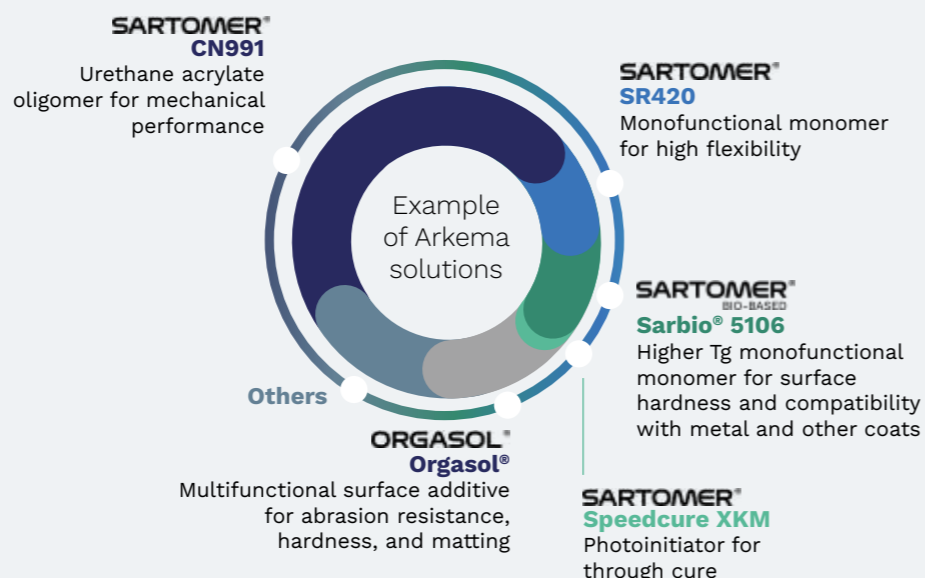 SARTOMER®
CN991
Urethane acrylate
oligomer for mechanical
performance
SARTOMER®
SR420
Monofunctional monomer
for high flexibility
Example
of Arkema
solutions
SARTOMER®
BIO-BASED
Sarbio® 5106
Higher Tg monofunctional
monomer for surface
hardness and compatibility
with metal and other coats
Others
ORGASOL®
Orgasol®
Multifunctional surface additive
for abrasion resistance,
hardness, and matting
SARTOMER®
Speedcure XKM
Photoinitiator for
through cure